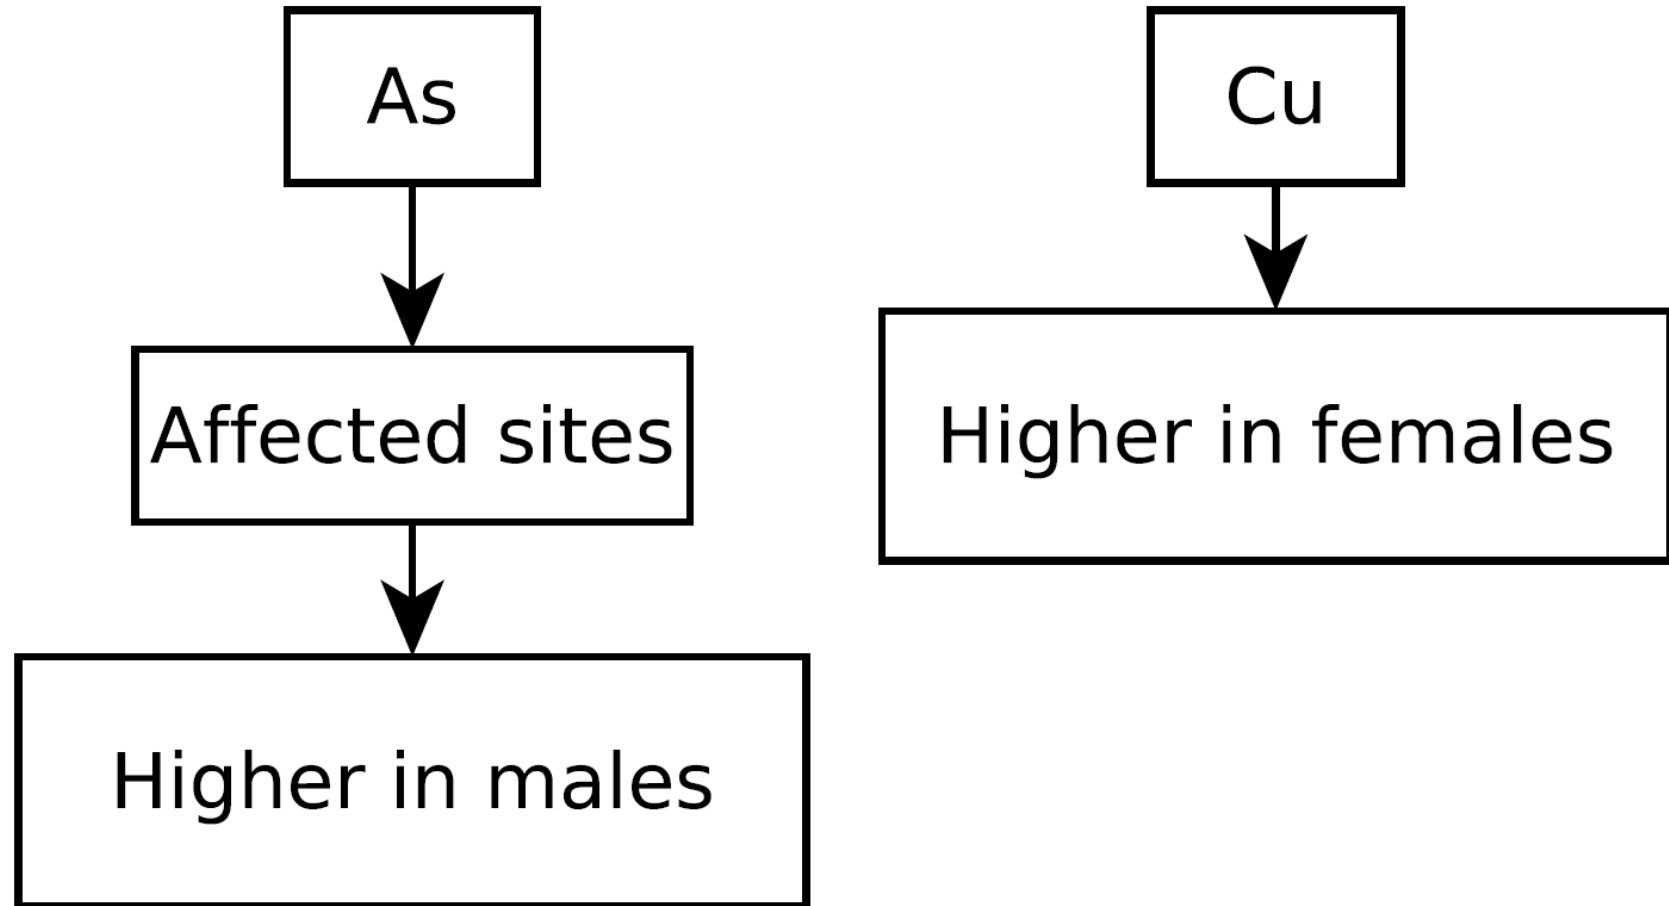 As
Cu
Affected sites
Higher in females
Higher in males